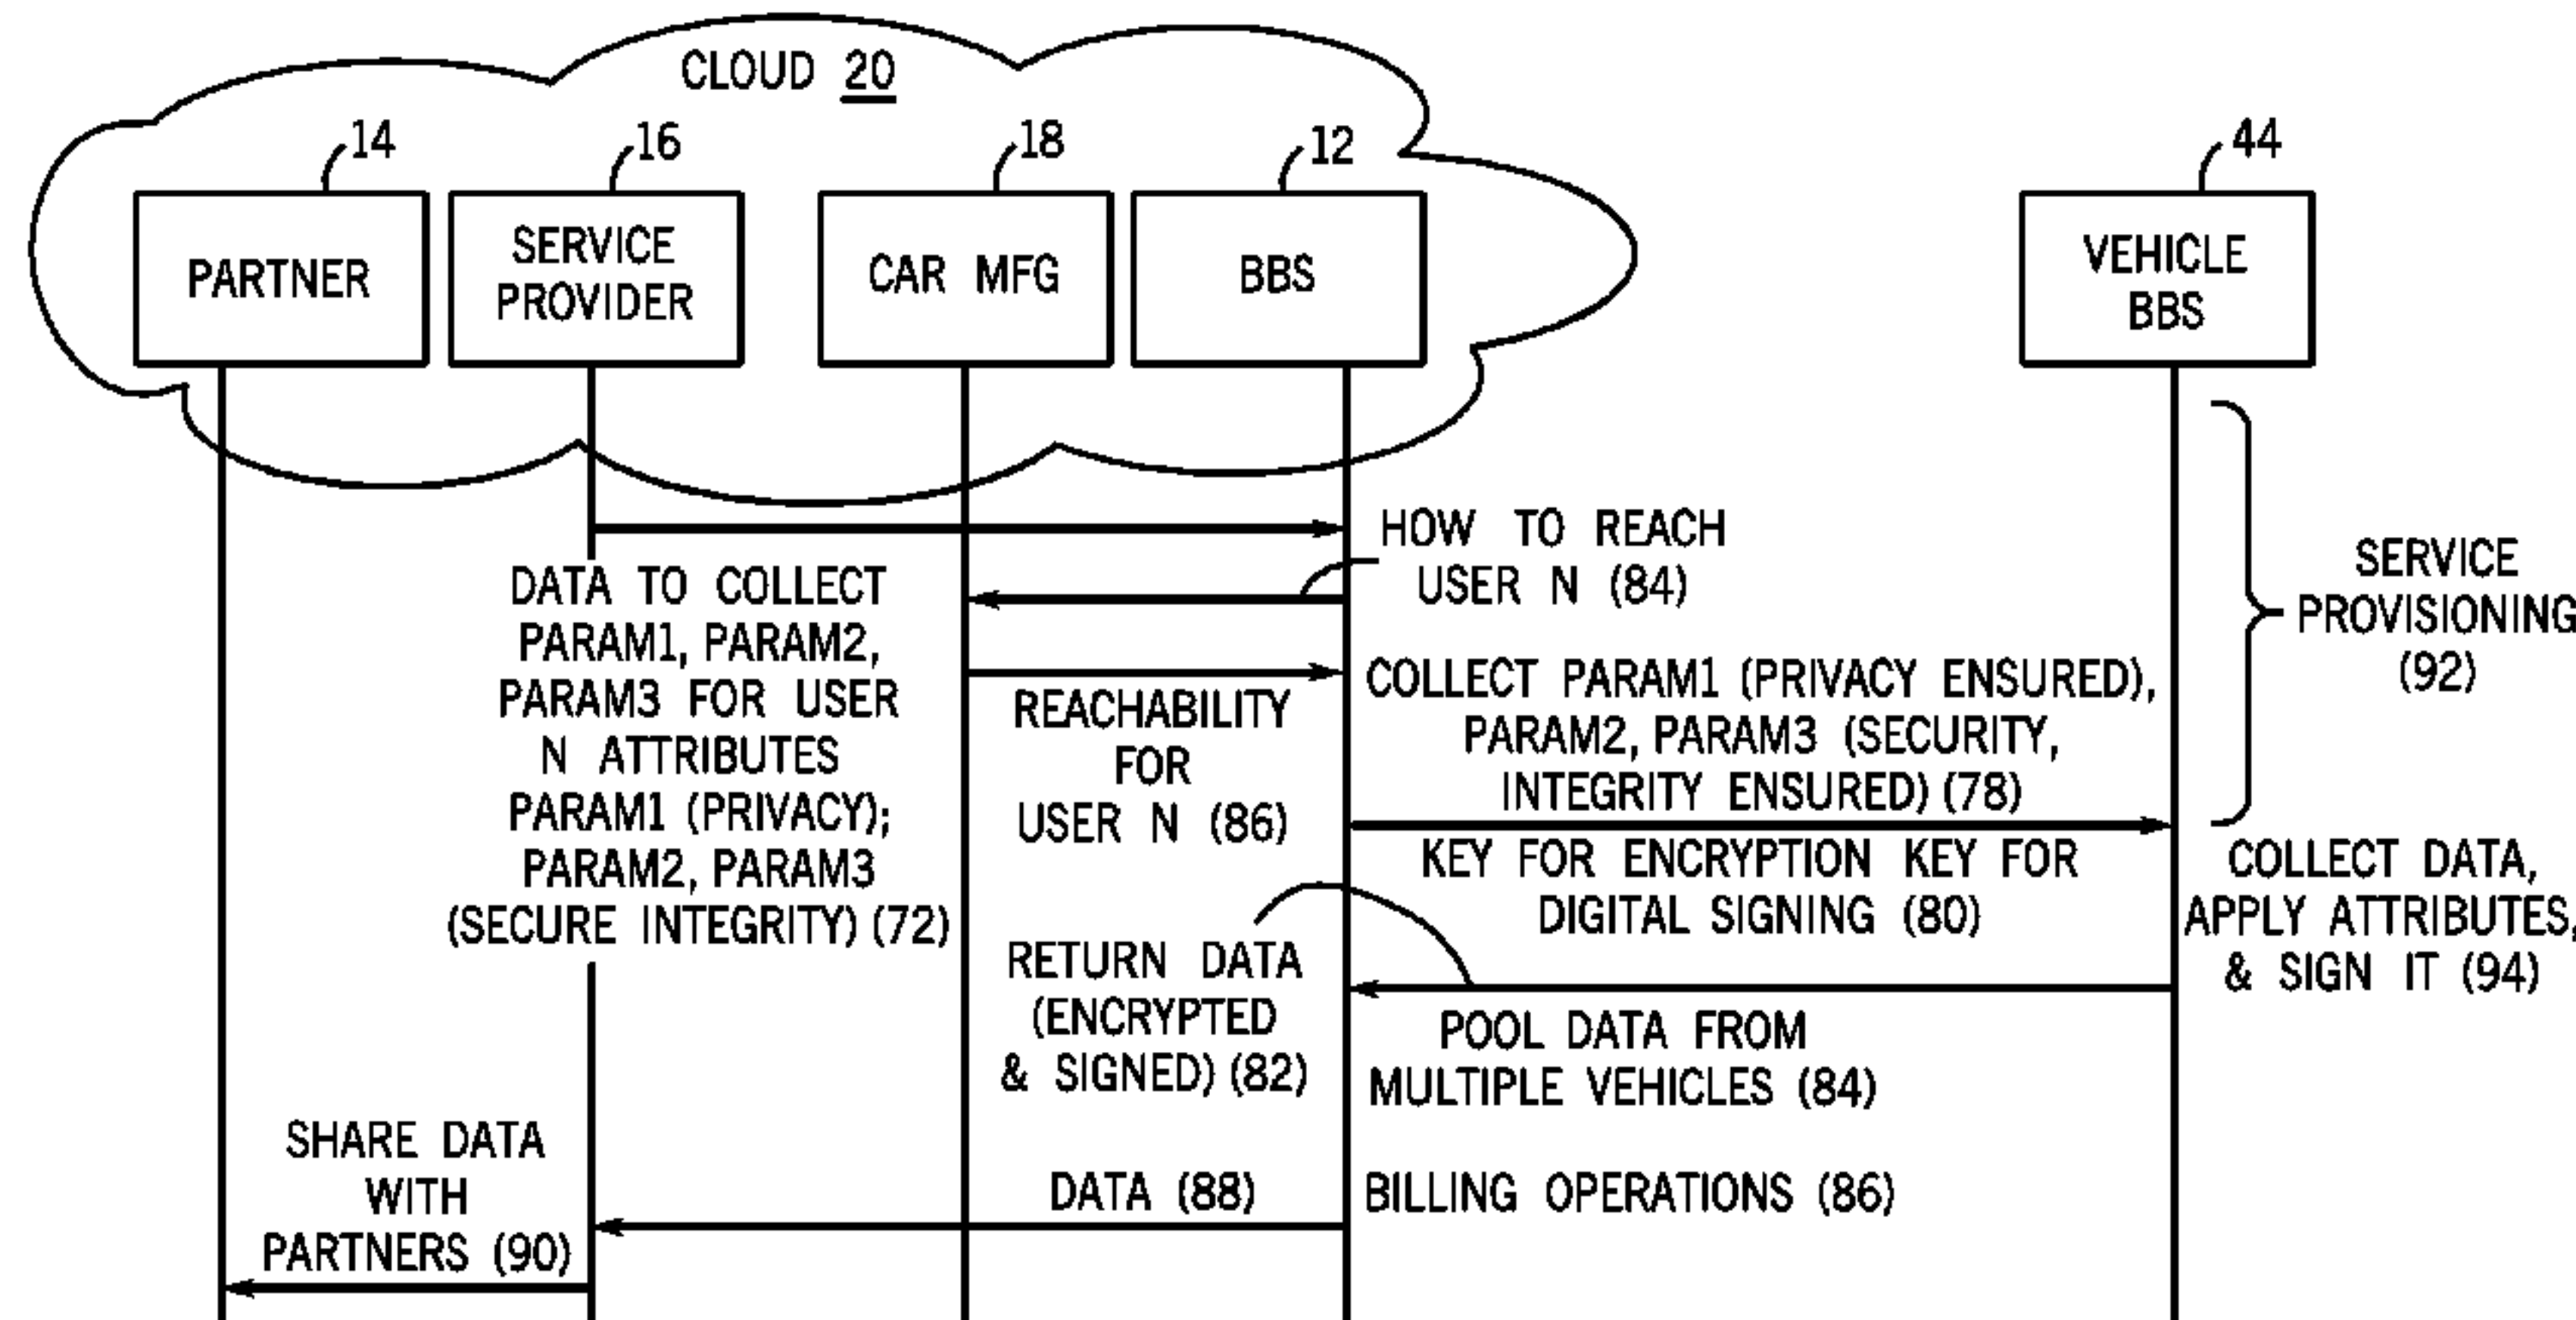 CLOUD 20
14
16
18
12
44
PARTNER
SERVICE
PROVIDER
CAR MFG
BBS
VEHICLE
BBS
HOW TO REACH
USER N (84)
DATA TO COLLECT
PARAM1, PARAM2,
PARAM3 FOR USER
N ATTRIBUTES
PARAM1 (PRIVACY);
PARAM2, PARAM3
(SECURE INTEGRITY) (72)
REACHABILITY
FOR
USER N (86)
COLLECT PARAM1 (PRIVACY ENSURED),
PARAM2, PARAM3 (SECURITY,
INTEGRITY ENSURED) (78)
SERVICE
PROVISIONING
(92)
KEY FOR ENCRYPTION KEY FOR
DIGITAL SIGNING (80)
COLLECT DATA,
APPLY ATTRIBUTES,
& SIGN IT (94)
RETURN DATA
(ENCRYPTED
& SIGNED) (82)
POOL DATA FROM
MULTIPLE VEHICLES (84)
SHARE DATA
WITH
PARTNERS (90)
DATA (88)
BILLING OPERATIONS (86)